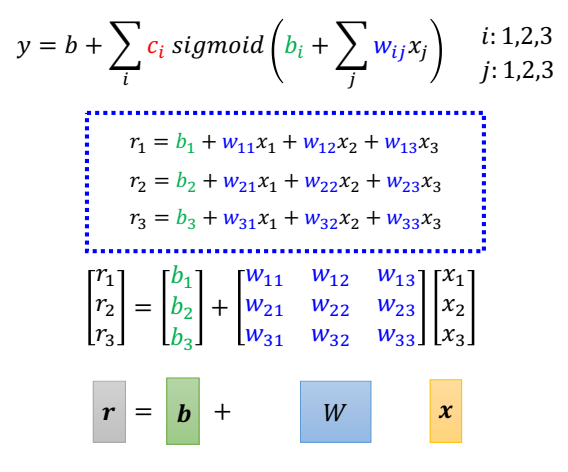 y = b + ∑ᵢ cᵢ sigmoid ( bᵢ + ∑ⱼ wᵢⱼxⱼ ) i: 1,2,3
j: 1,2,3
r₁ = b₁ + w₁₁x₁ + w₁₂x₂ + w₁₃x₃
r₂ = b₂ + w₂₁x₁ + w₂₂x₂ + w₂₃x₃
r₃ = b₃ + w₃₁x₁ + w₃₂x₂ + w₃₃x₃
[r₁] [b₁] [w₁₁ w₁₂ w₁₃] [x₁]
[r₂] = [b₂] + [w₂₁ w₂₂ w₂₃] [x₂]
[r₃] [b₃] [w₃₁ w₃₂ w₃₃] [x₃]
r = b + W x